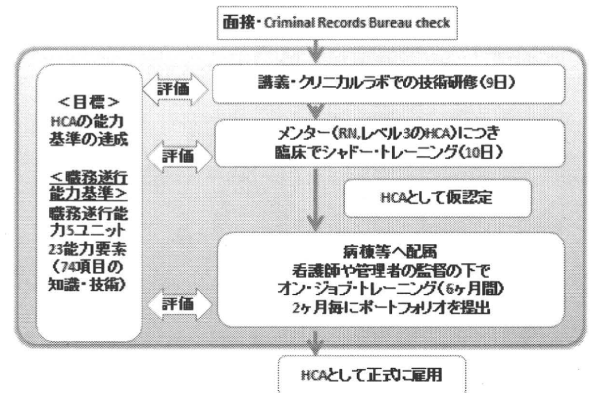 面接・Criminal Records Bureau check
講義・クリニカルラボでの技術研修(9日)
評価
<目標>
HCAの能力
基準の達成
<職務遂行
能力基準>
職務遂行能
力5ユニット
23能力要素
(74項目の
知識・技術)
メンター(RN,レベル3のHCA)につき
臨床でシャドー・トレーニング(10日)
評価
HCAとして仮認定
病棟等へ配属
看護師や管理者の監督の下で
オン・ジョブ・トレーニング(6ヶ月間)
2ヶ月毎にポートフォリオを提出
評価
HCAとして正式に雇用